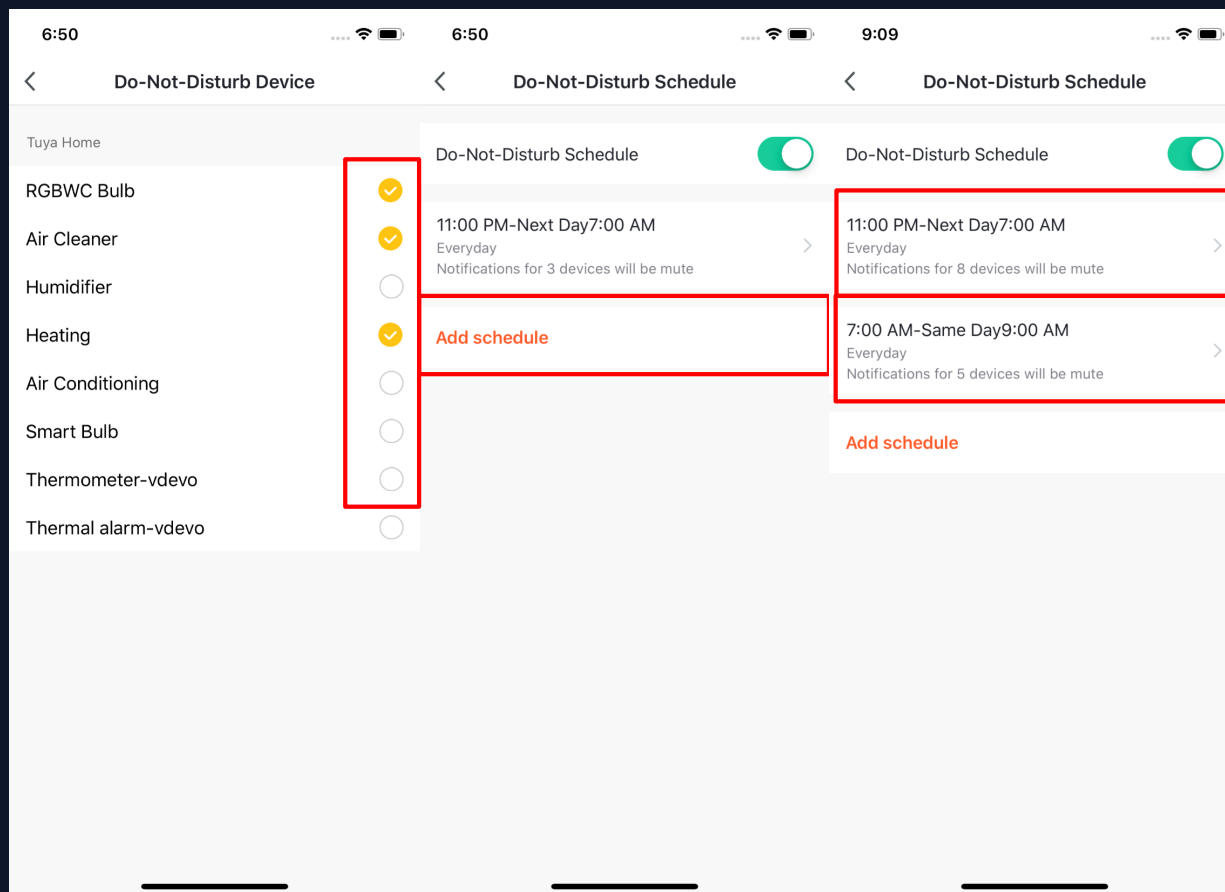 6:50
Do-Not-Disturb Device
Tuya Home
RGBWC Bulb
Air Cleaner
Humidifier
Heating
Air Conditioning
Smart Bulb
Thermometer-vdevo
Thermal alarm-vdevo
6:50
Do-Not-Disturb Schedule
Do-Not-Disturb Schedule
11:00 PM-Next Day7:00 AM
Everyday
Notifications for 3 devices will be mute
Add schedule
9:09
Do-Not-Disturb Schedule
Do-Not-Disturb Schedule
11:00 PM-Next Day7:00 AM
Everyday
Notifications for 8 devices will be mute
7:00 AM-Same Day9:00 AM
Everyday
Notifications for 5 devices will be mute
Add schedule